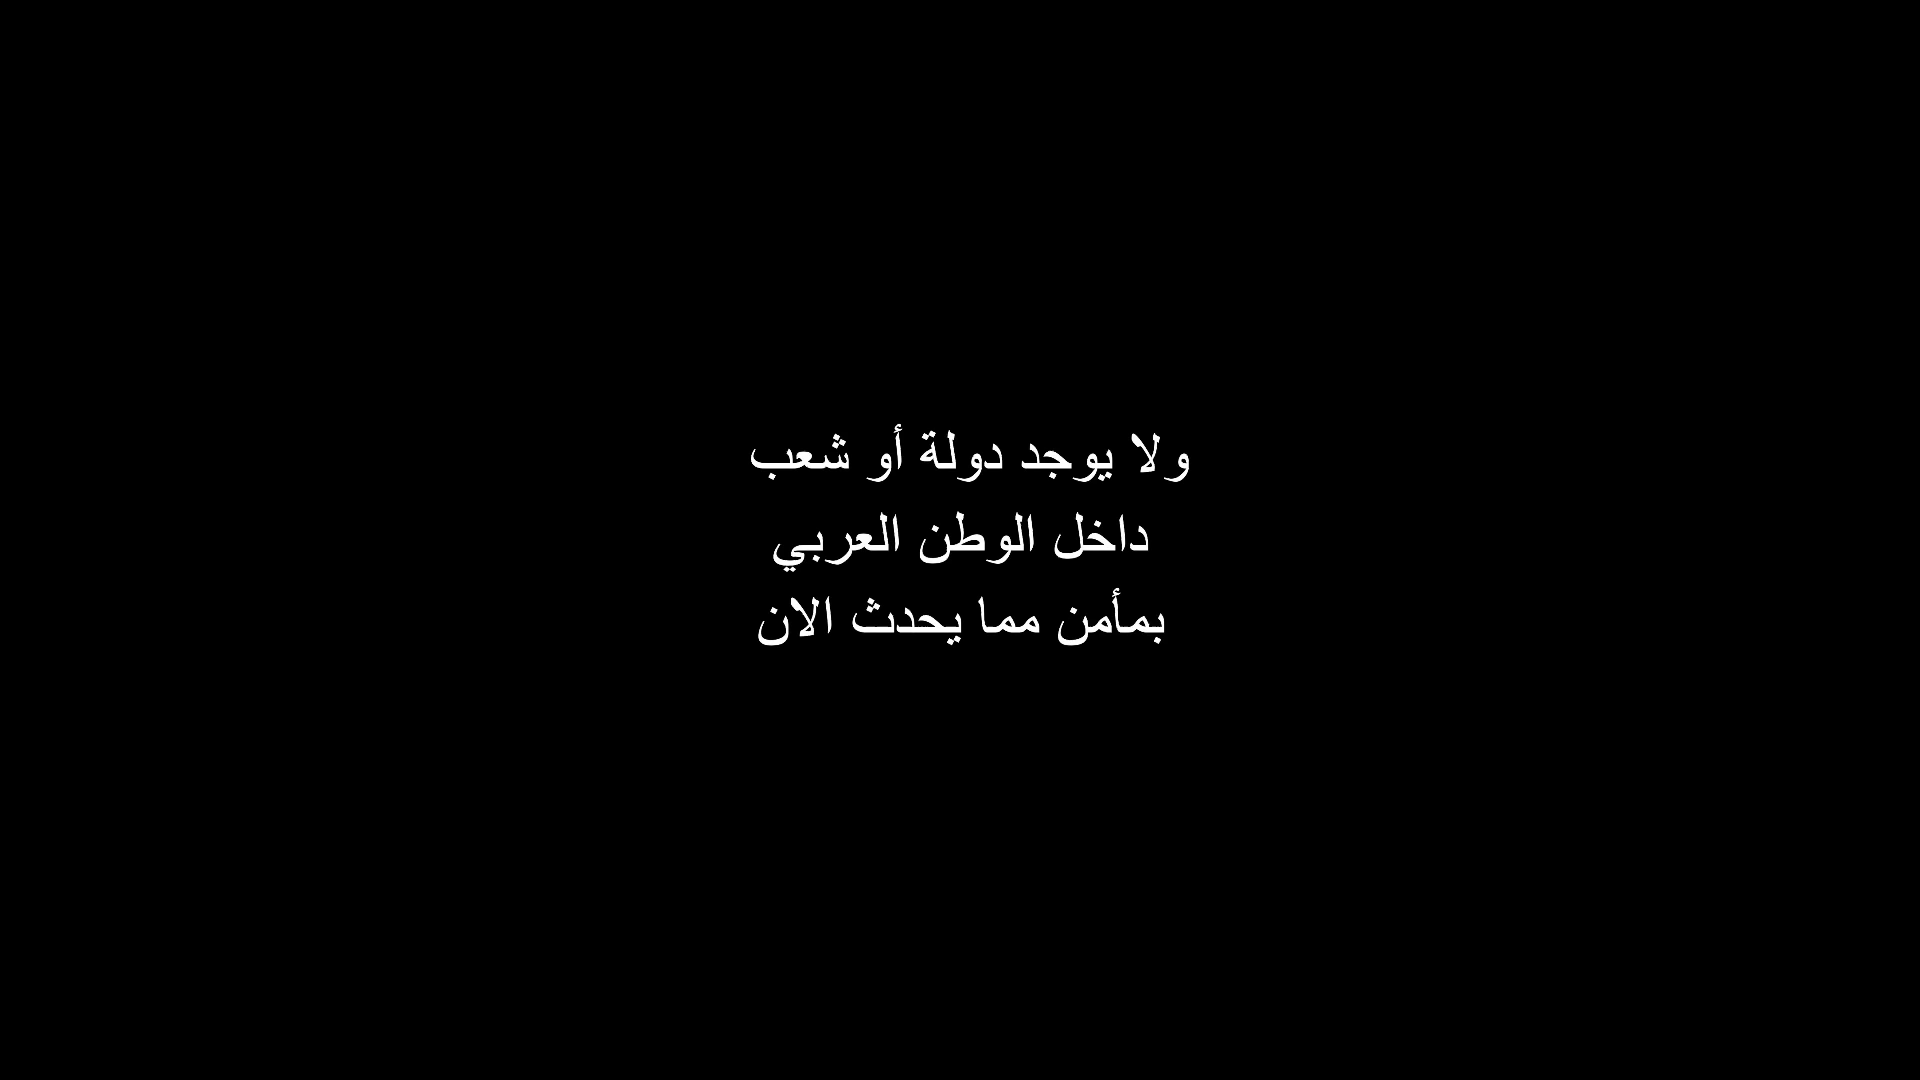 ولا يوجد دولة أو شعب
داخل الوطن العربي
بمأمن مما يحدث الان